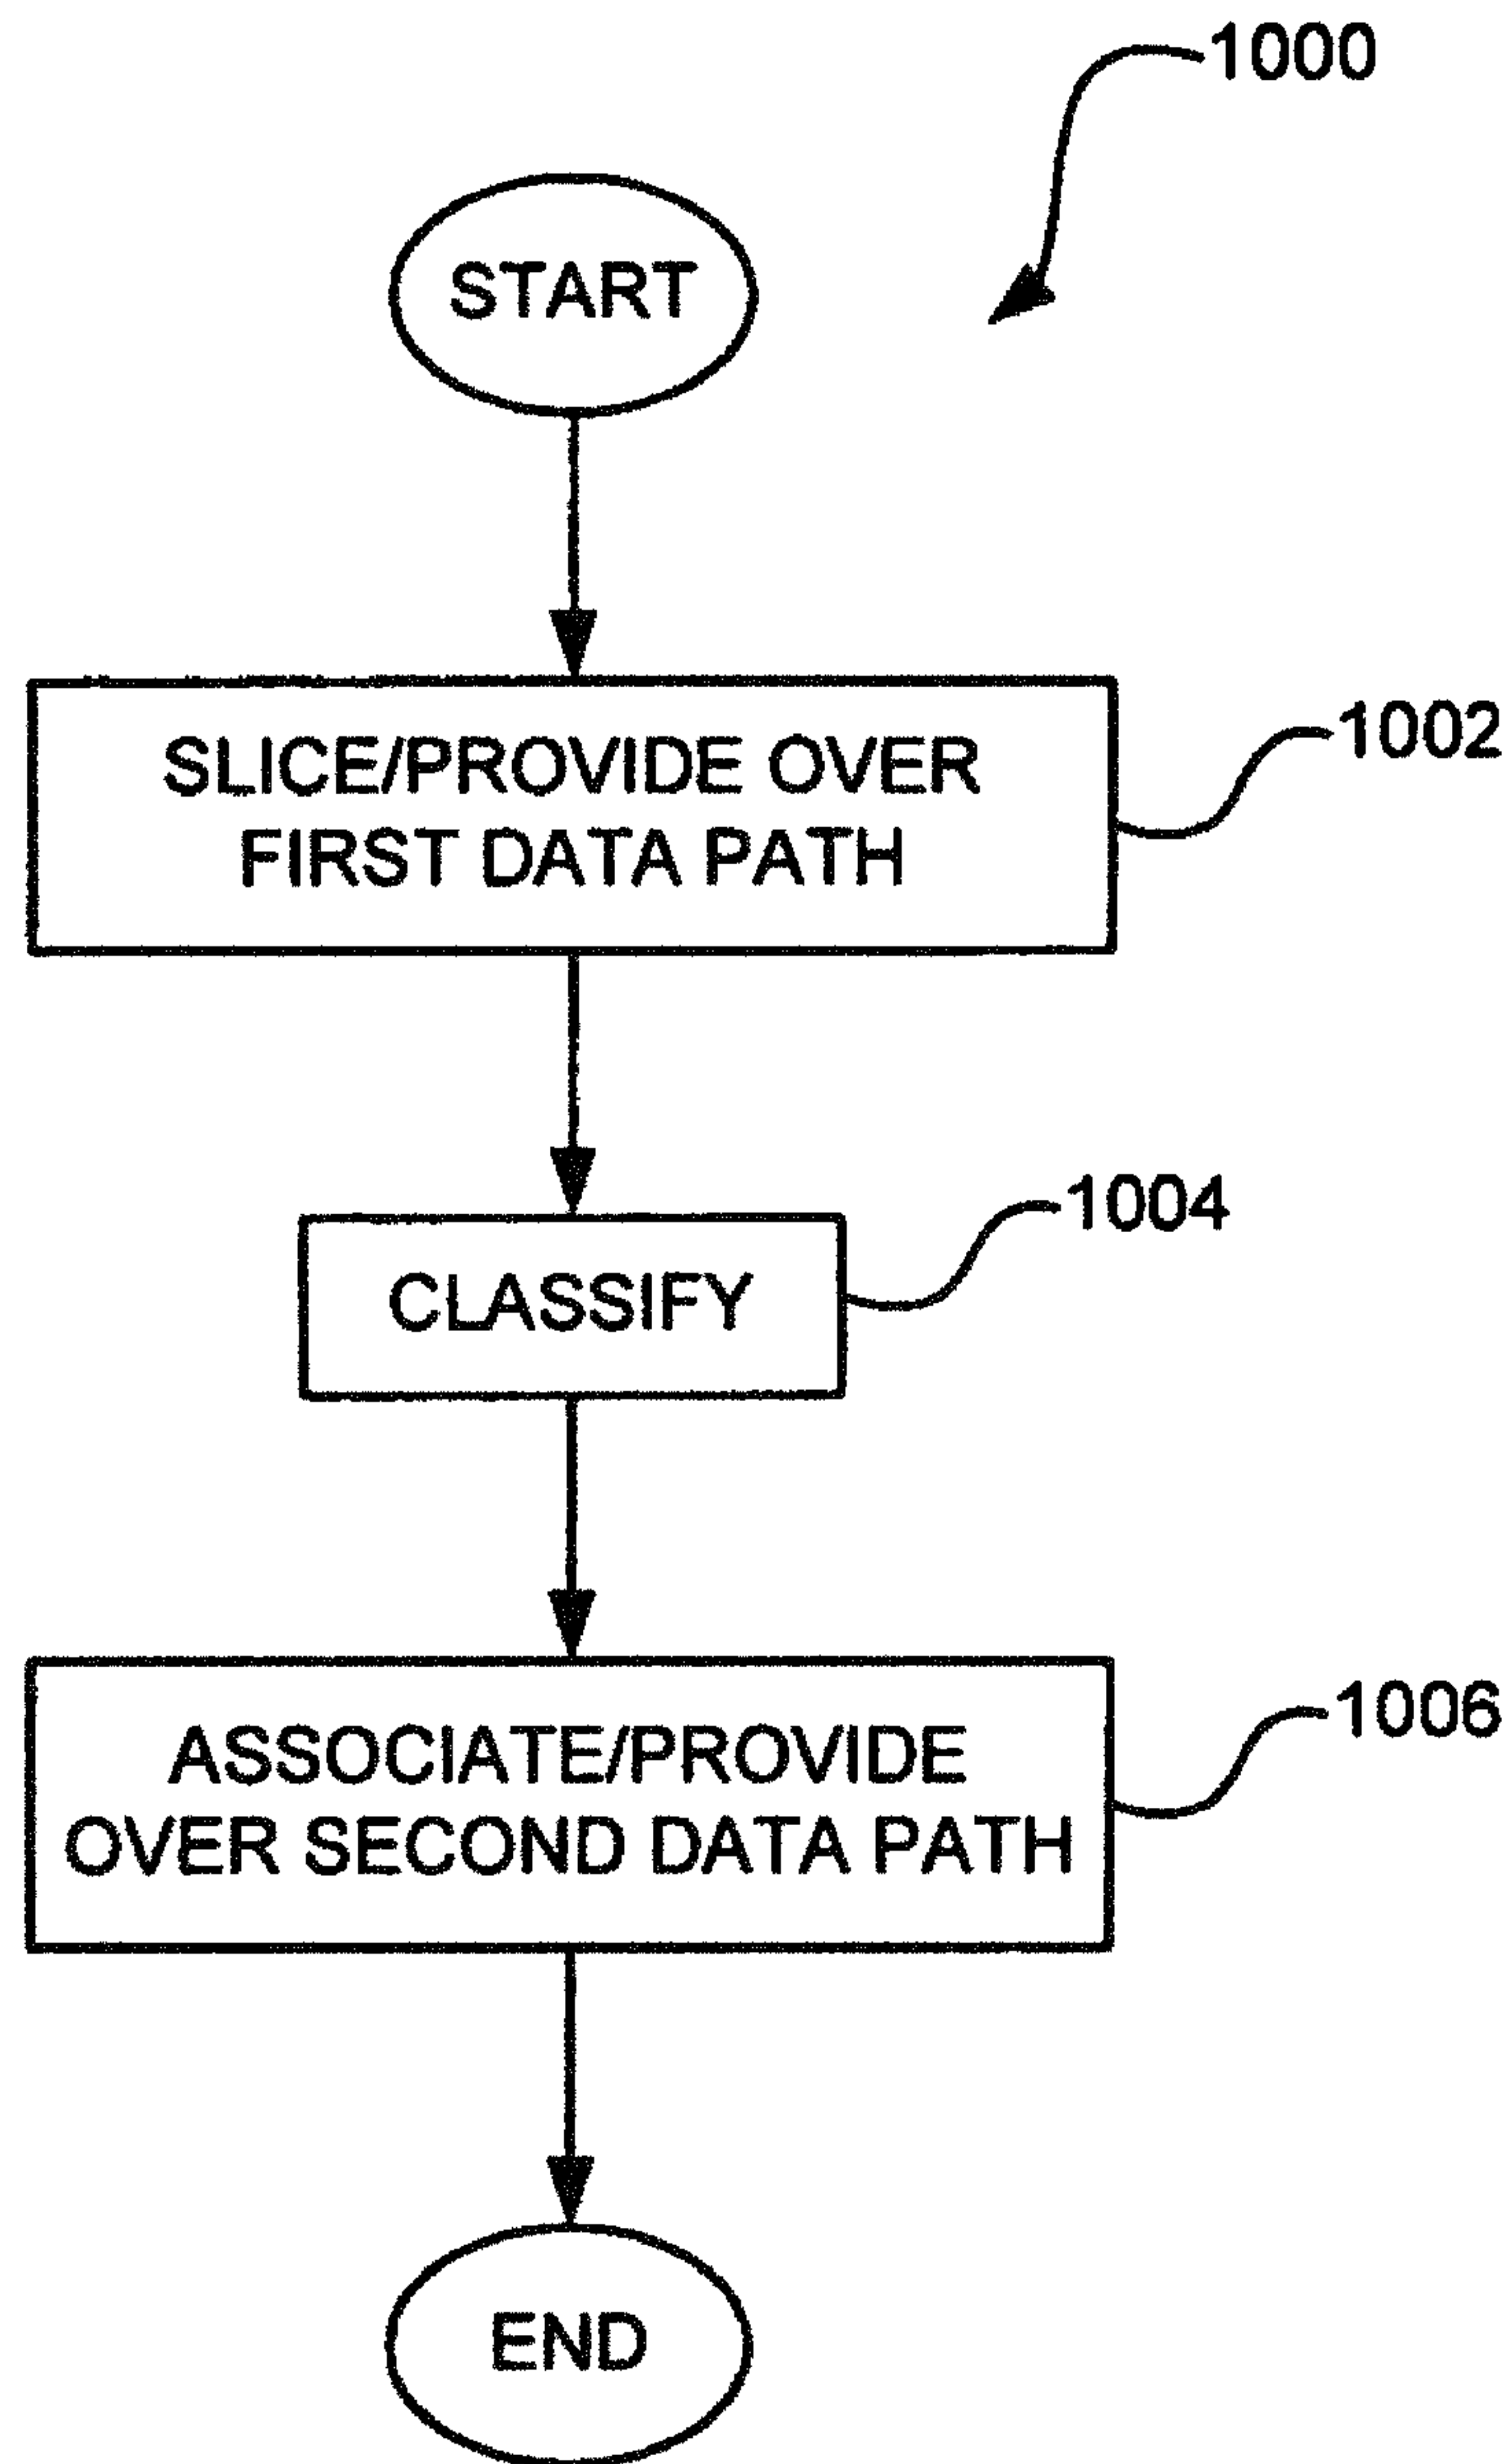 1000
START
SLICE/PROVIDE OVER
FIRST DATA PATH
1002
CLASSIFY
1004
ASSOCIATE/PROVIDE
OVER SECOND DATA PATH
1006
END